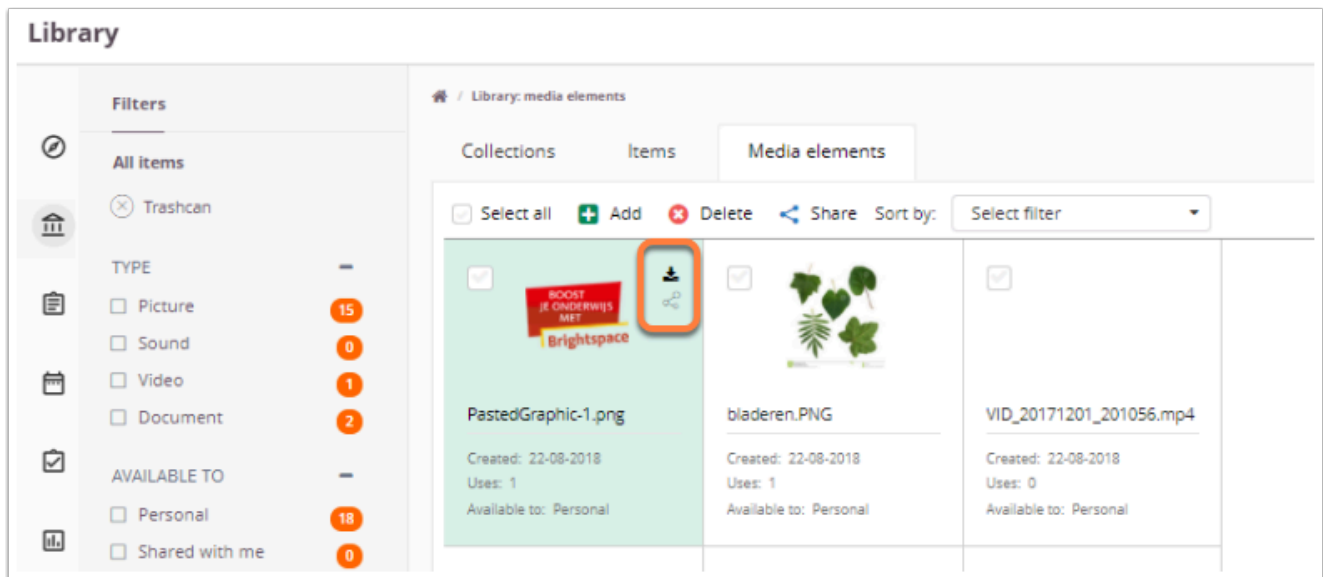 Library
Filters
All items
Trashcan
TYPE
Picture 15
Sound 0
Video 1
Document 2
AVAILABLE TO
Personal 18
Shared with me 0
/ Library: media elements
Collections Items Media elements
Select all Add Delete Share Sort by: Select filter
BOOST
JE ONDERWIJS
MET
Brightspace
PastedGraphic-1.png
Created: 22-08-2018
Uses: 1
Available to: Personal
bladeren.PNG
Created: 22-08-2018
Uses: 1
Available to: Personal
VID_20171201_201056.mp4
Created: 22-08-2018
Uses: 0
Available to: Personal